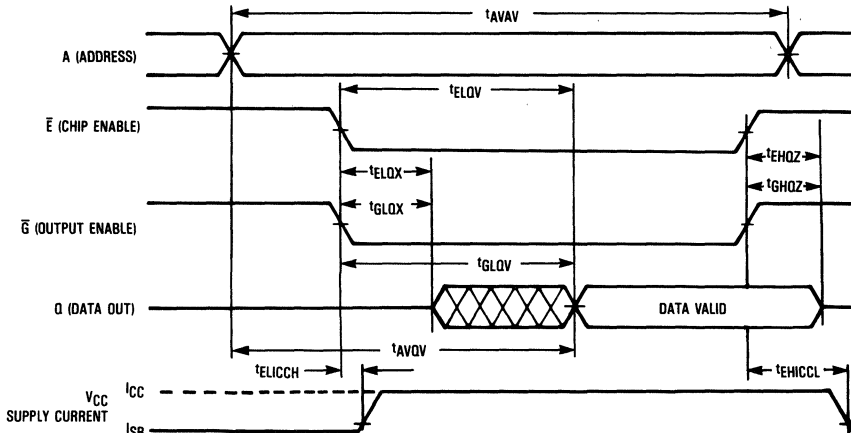 tAVAV
A (ADDRESS)
tELQV
E̅ (CHIP ENABLE)
tEHQZ
tELQX
tGHQZ
tGLQX
G̅ (OUTPUT ENABLE)
tGLQV
Q (DATA OUT)
DATA VALID
tAVQV
tELICCH
tEHICCL
VCC
SUPPLY CURRENT
ICC
ISB